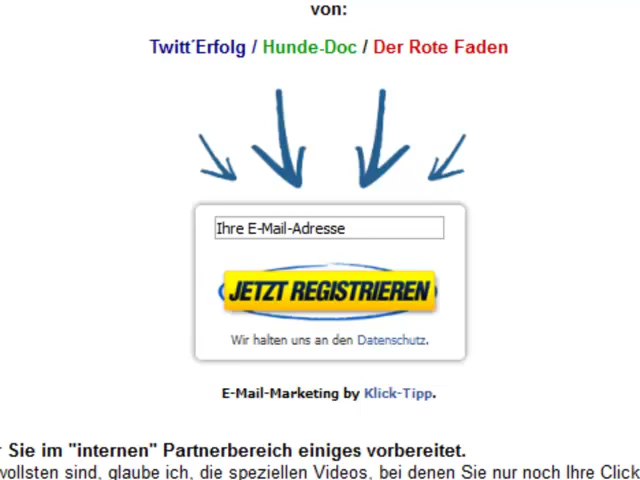 von:
Twitt´Erfolg / Hunde-Doc / Der Rote Faden
Ihre E-Mail-Adresse
JETZT REGISTRIEREN
Wir halten uns an den Datenschutz.
E-Mail-Marketing by Klick-Tipp.
Sie im "internen" Partnerbereich einiges vorbereitet.
vollsten sind, glaube ich, die speziellen Videos, bei denen Sie nur noch Ihre Click